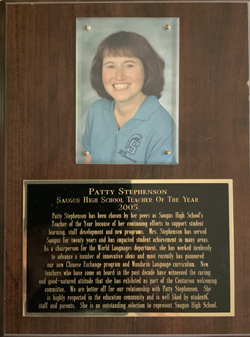 PATTY STEPHENSON
SAUGUS HIGH SCHOOL TEACHER OF THE YEAR
2005
Patty Stephenson has been chosen by her peers as Saugus High School's
Teacher of the Year because of her continuing efforts to support student
learning, staff development and new programs. Mrs. Stephenson has served
Saugus for twenty years and has impacted student achievement in many areas.
As a chairperson for the World Languages department, she has worked tirelessly
to advance a number of innovative ideas and most recently has pioneered
our new Chinese Exchange program and Mandarin Language curriculum. New
teachers who have come on board in the past decade have witnessed the caring
and good-natured attitude that she has exhibited as part of the Centurion welcoming
committee. We are better off for our relationship with Patty Stephenson. She
is highly respected in the education community and is well liked by students,
staff and parents. She is an outstanding selection to represent Saugus High School.